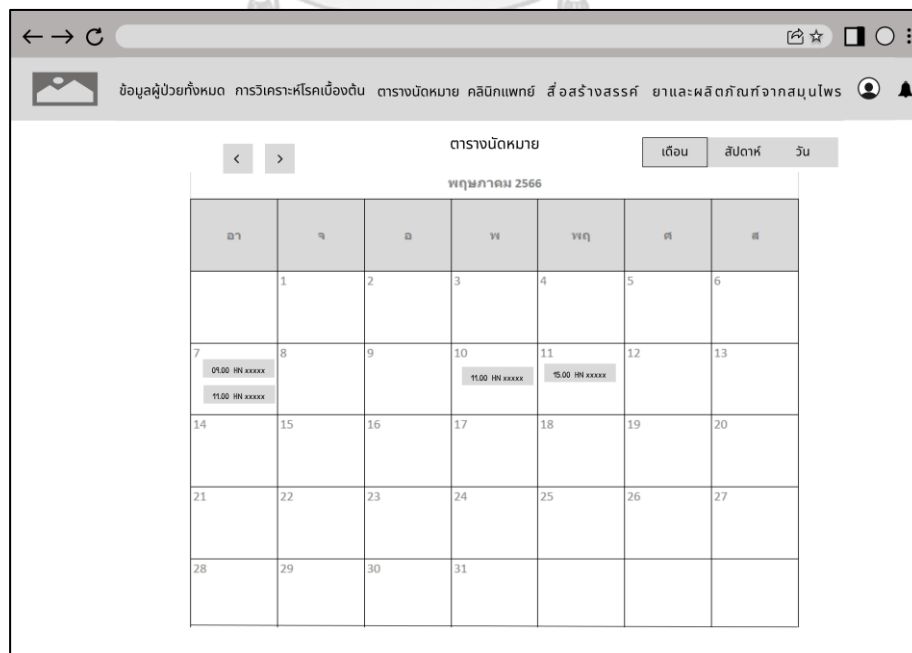 ข้อมูลผู้ป่วยทั้งหมด การวิเคราะห์โรคเบื้องต้น ตารางนัดหมาย คลินิกแพทย์ สื่อสร้างสรรค์ ยาและผลิตภัณฑ์จากสมุนไพร
< > ตารางนัดหมาย เดือน สัปดาห์ วัน
พฤษภาคม 2566
อา จ อ พ พฤ ศ ส
1 2 3 4 5 6
7 8 9 10 11 12 13
09.00 HN xxxxx 11.00 HN xxxxx 15.00 HN xxxxx
11.00 HN xxxxx
14 15 16 17 18 19 20
21 22 23 24 25 26 27
28 29 30 31